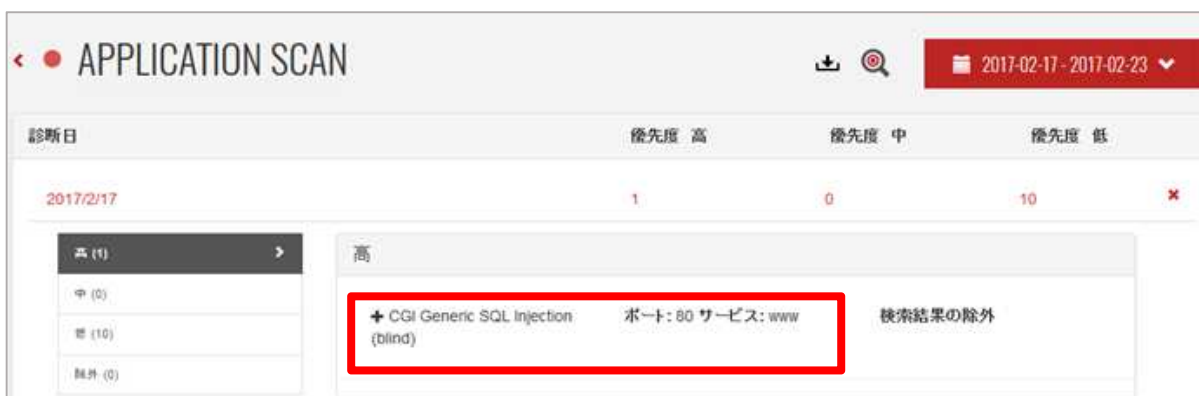 APPLICATION SCAN
2017-02-17 - 2017-02-23
診断日 優先度 高 優先度 中 優先度 低
2017/2/17 1 0 10
高 (1)
中 (0)
低 (10)
除外 (0)
高
CGI Generic SQL Injection
(blind)
ポート: 80 サービス: www
検索結果の除外